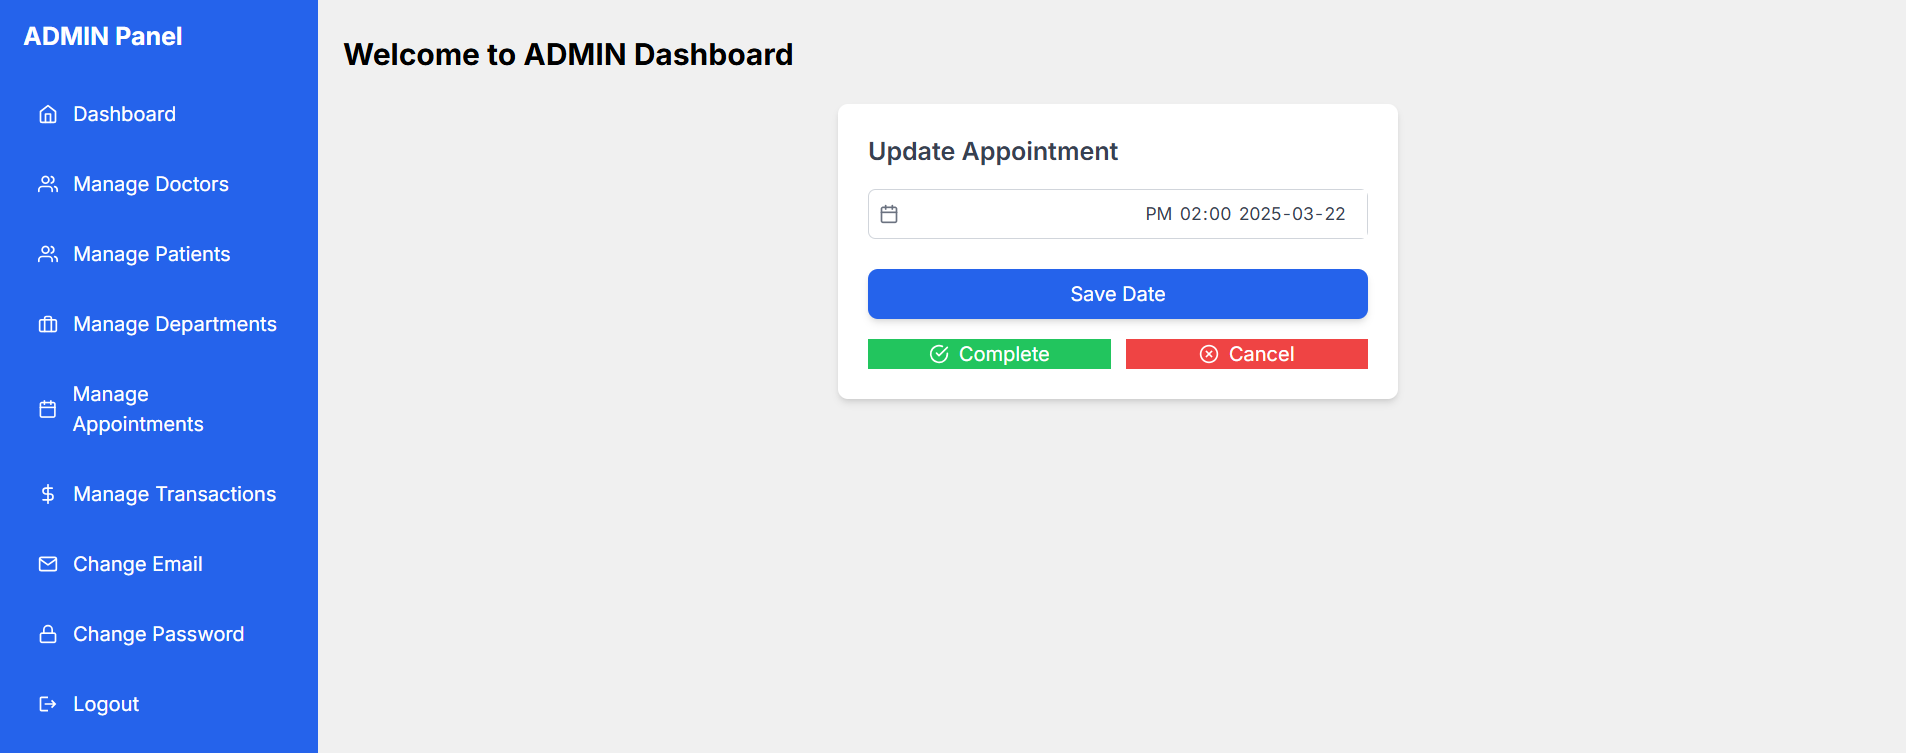 ADMIN Panel
Dashboard
Manage Doctors
Manage Patients
Manage Departments
Manage
Appointments
Manage Transactions
Change Email
Change Password
Logout
Welcome to ADMIN Dashboard
Update Appointment
PM 02:00 2025-03-22
Save Date
Complete
Cancel